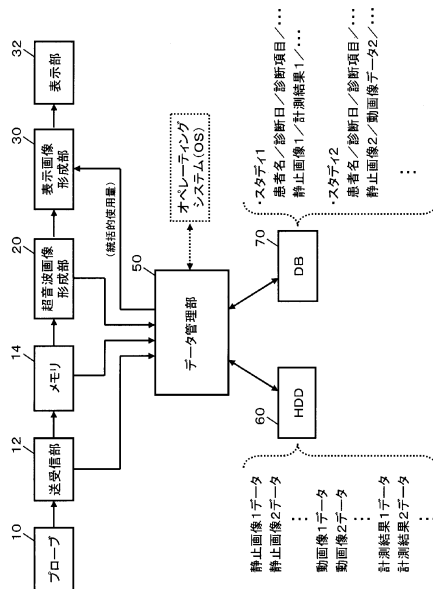 10
プローブ
12
送受信部
14
メモリ
20
超音波画像
形成部
30
表示画像
形成部
32
表示部
(統括的使用量)
オペレーティング
システム(OS)
50
データ管理部
60
HDD
70
DB
静止画像1データ
静止画像2データ
:
動画像1データ
動画像2データ
:
計測結果1データ
計測結果2データ
:
・スタディ1
患者名/診断日/診断項目/・・・
静止画像1/計測結果1/・・・
・スタディ2
患者名/診断日/診断項目/・・・
静止画像2/動画像データ2/・・・
: